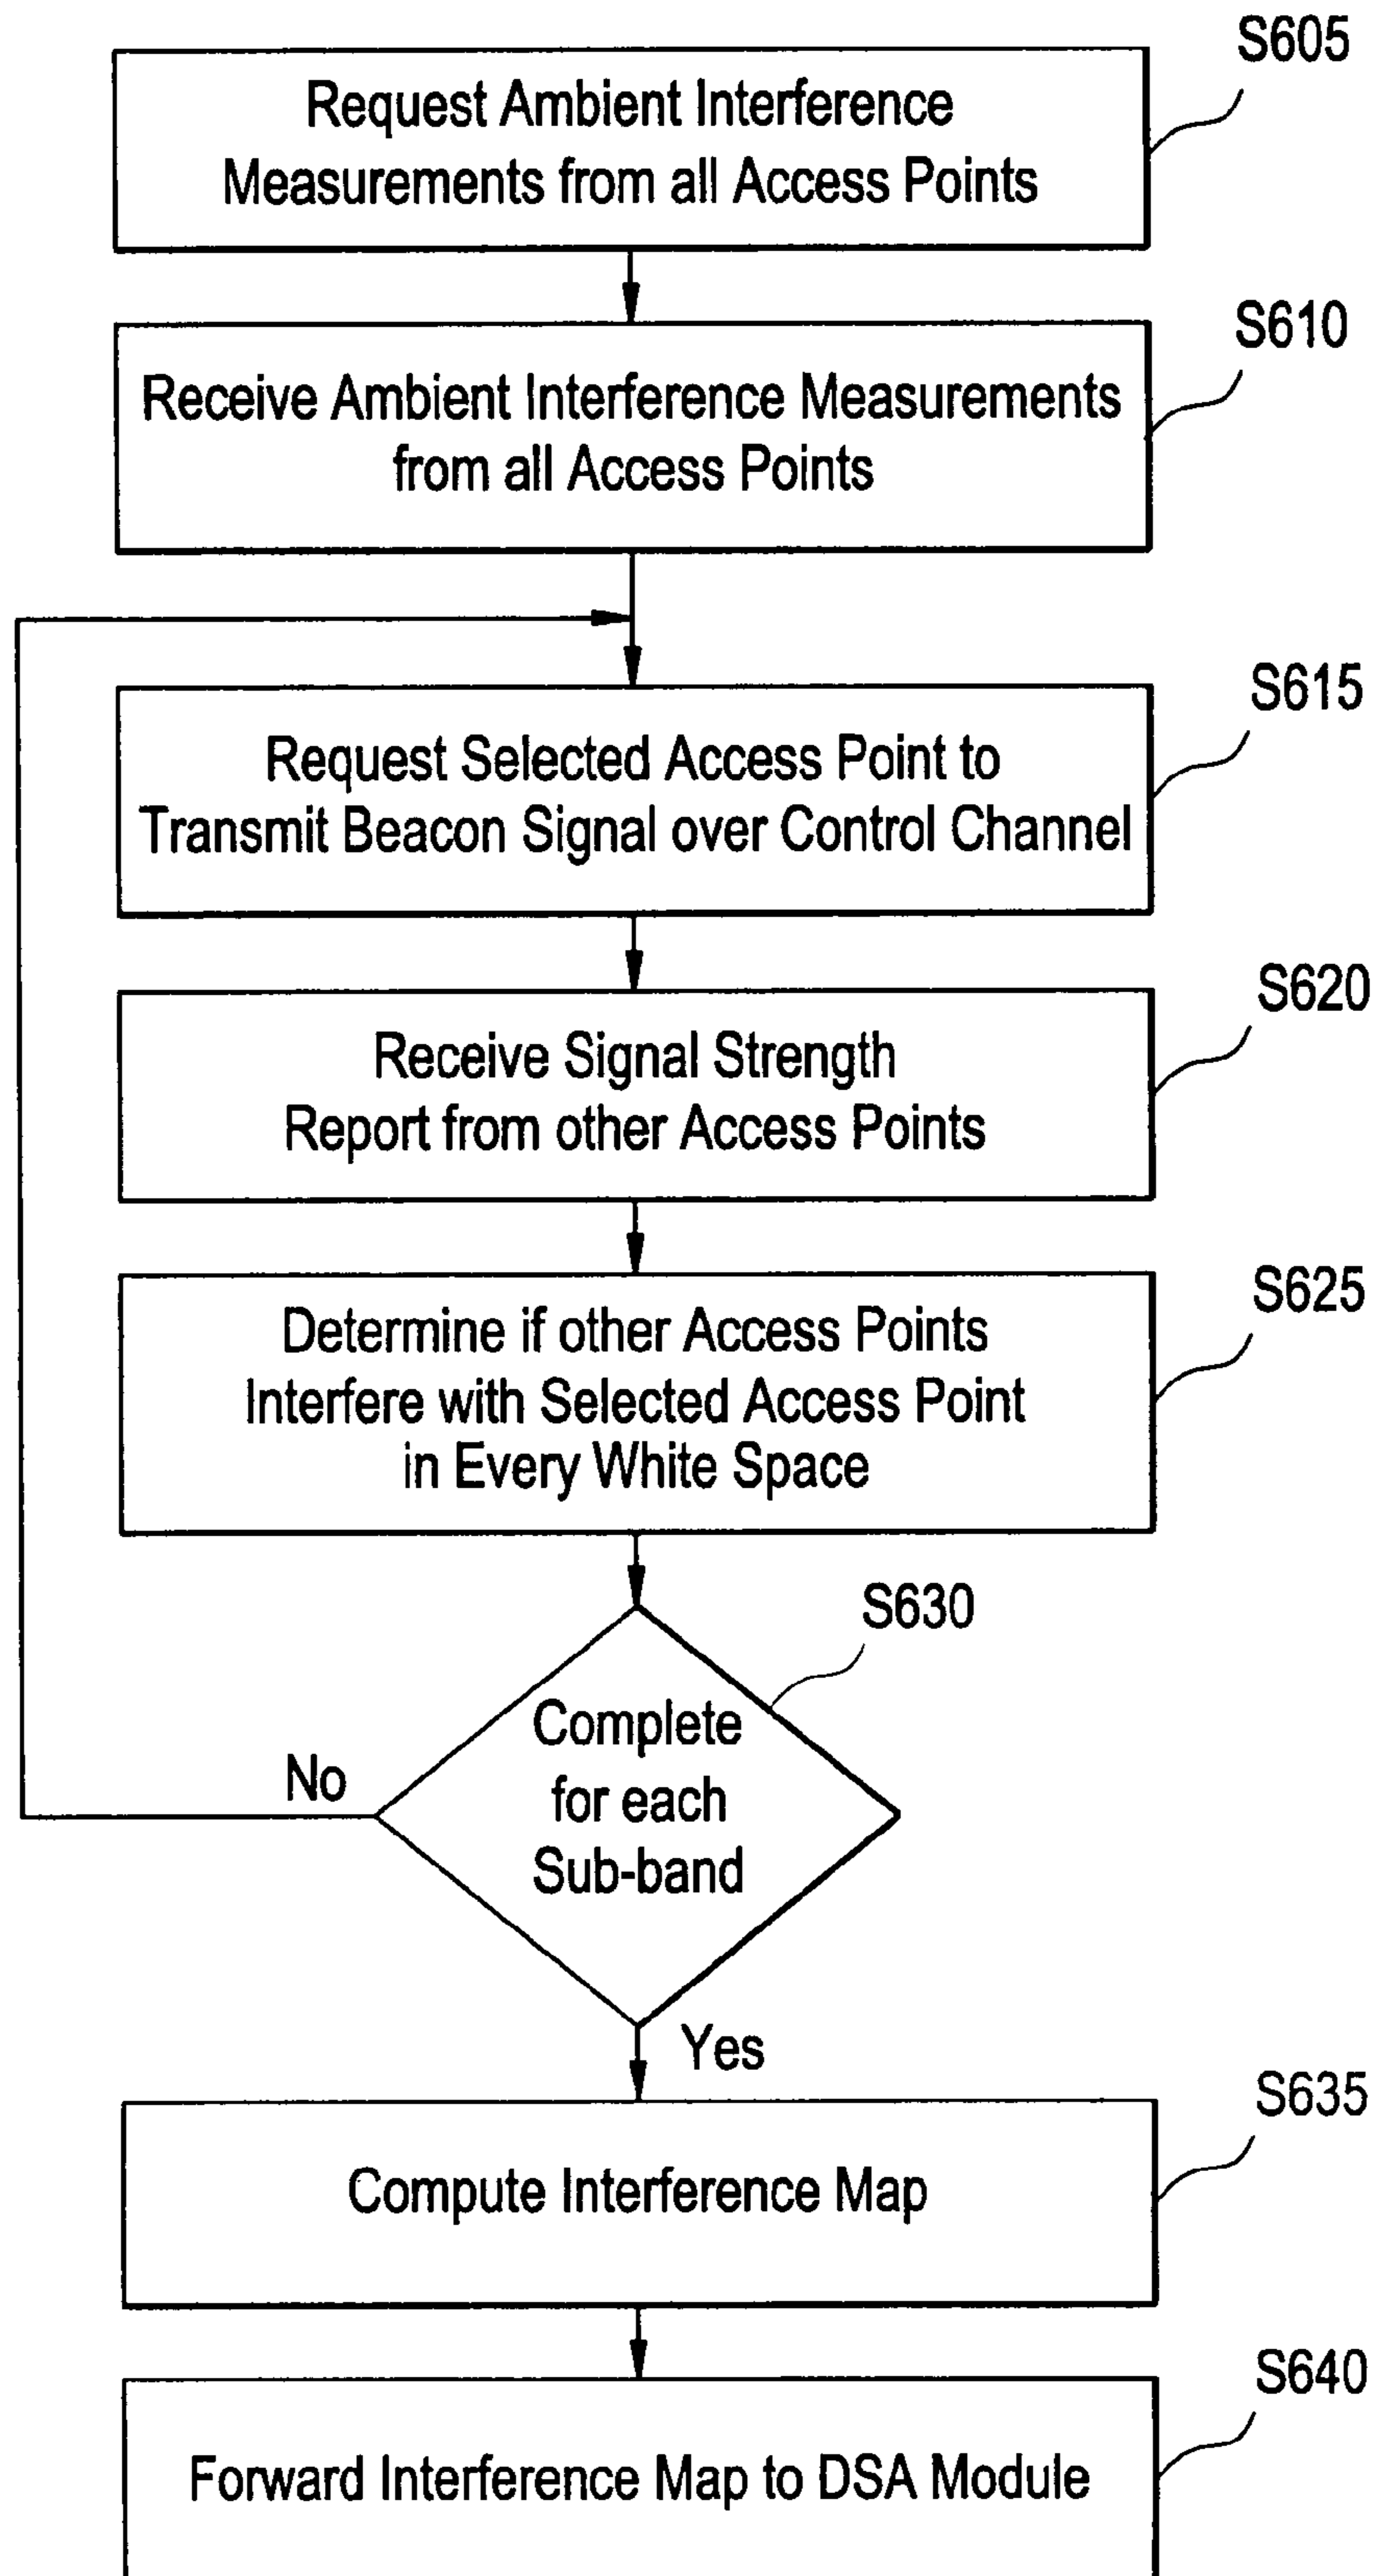 S605
Request Ambient Interference
Measurements from all Access Points
S610
Receive Ambient Interference Measurements
from all Access Points
S615
Request Selected Access Point to
Transmit Beacon Signal over Control Channel
S620
Receive Signal Strength
Report from other Access Points
S625
Determine if other Access Points
Interfere with Selected Access Point
in Every White Space
S630
Complete
for each
Sub-band
No
Yes
S635
Compute Interference Map
S640
Forward Interference Map to DSA Module